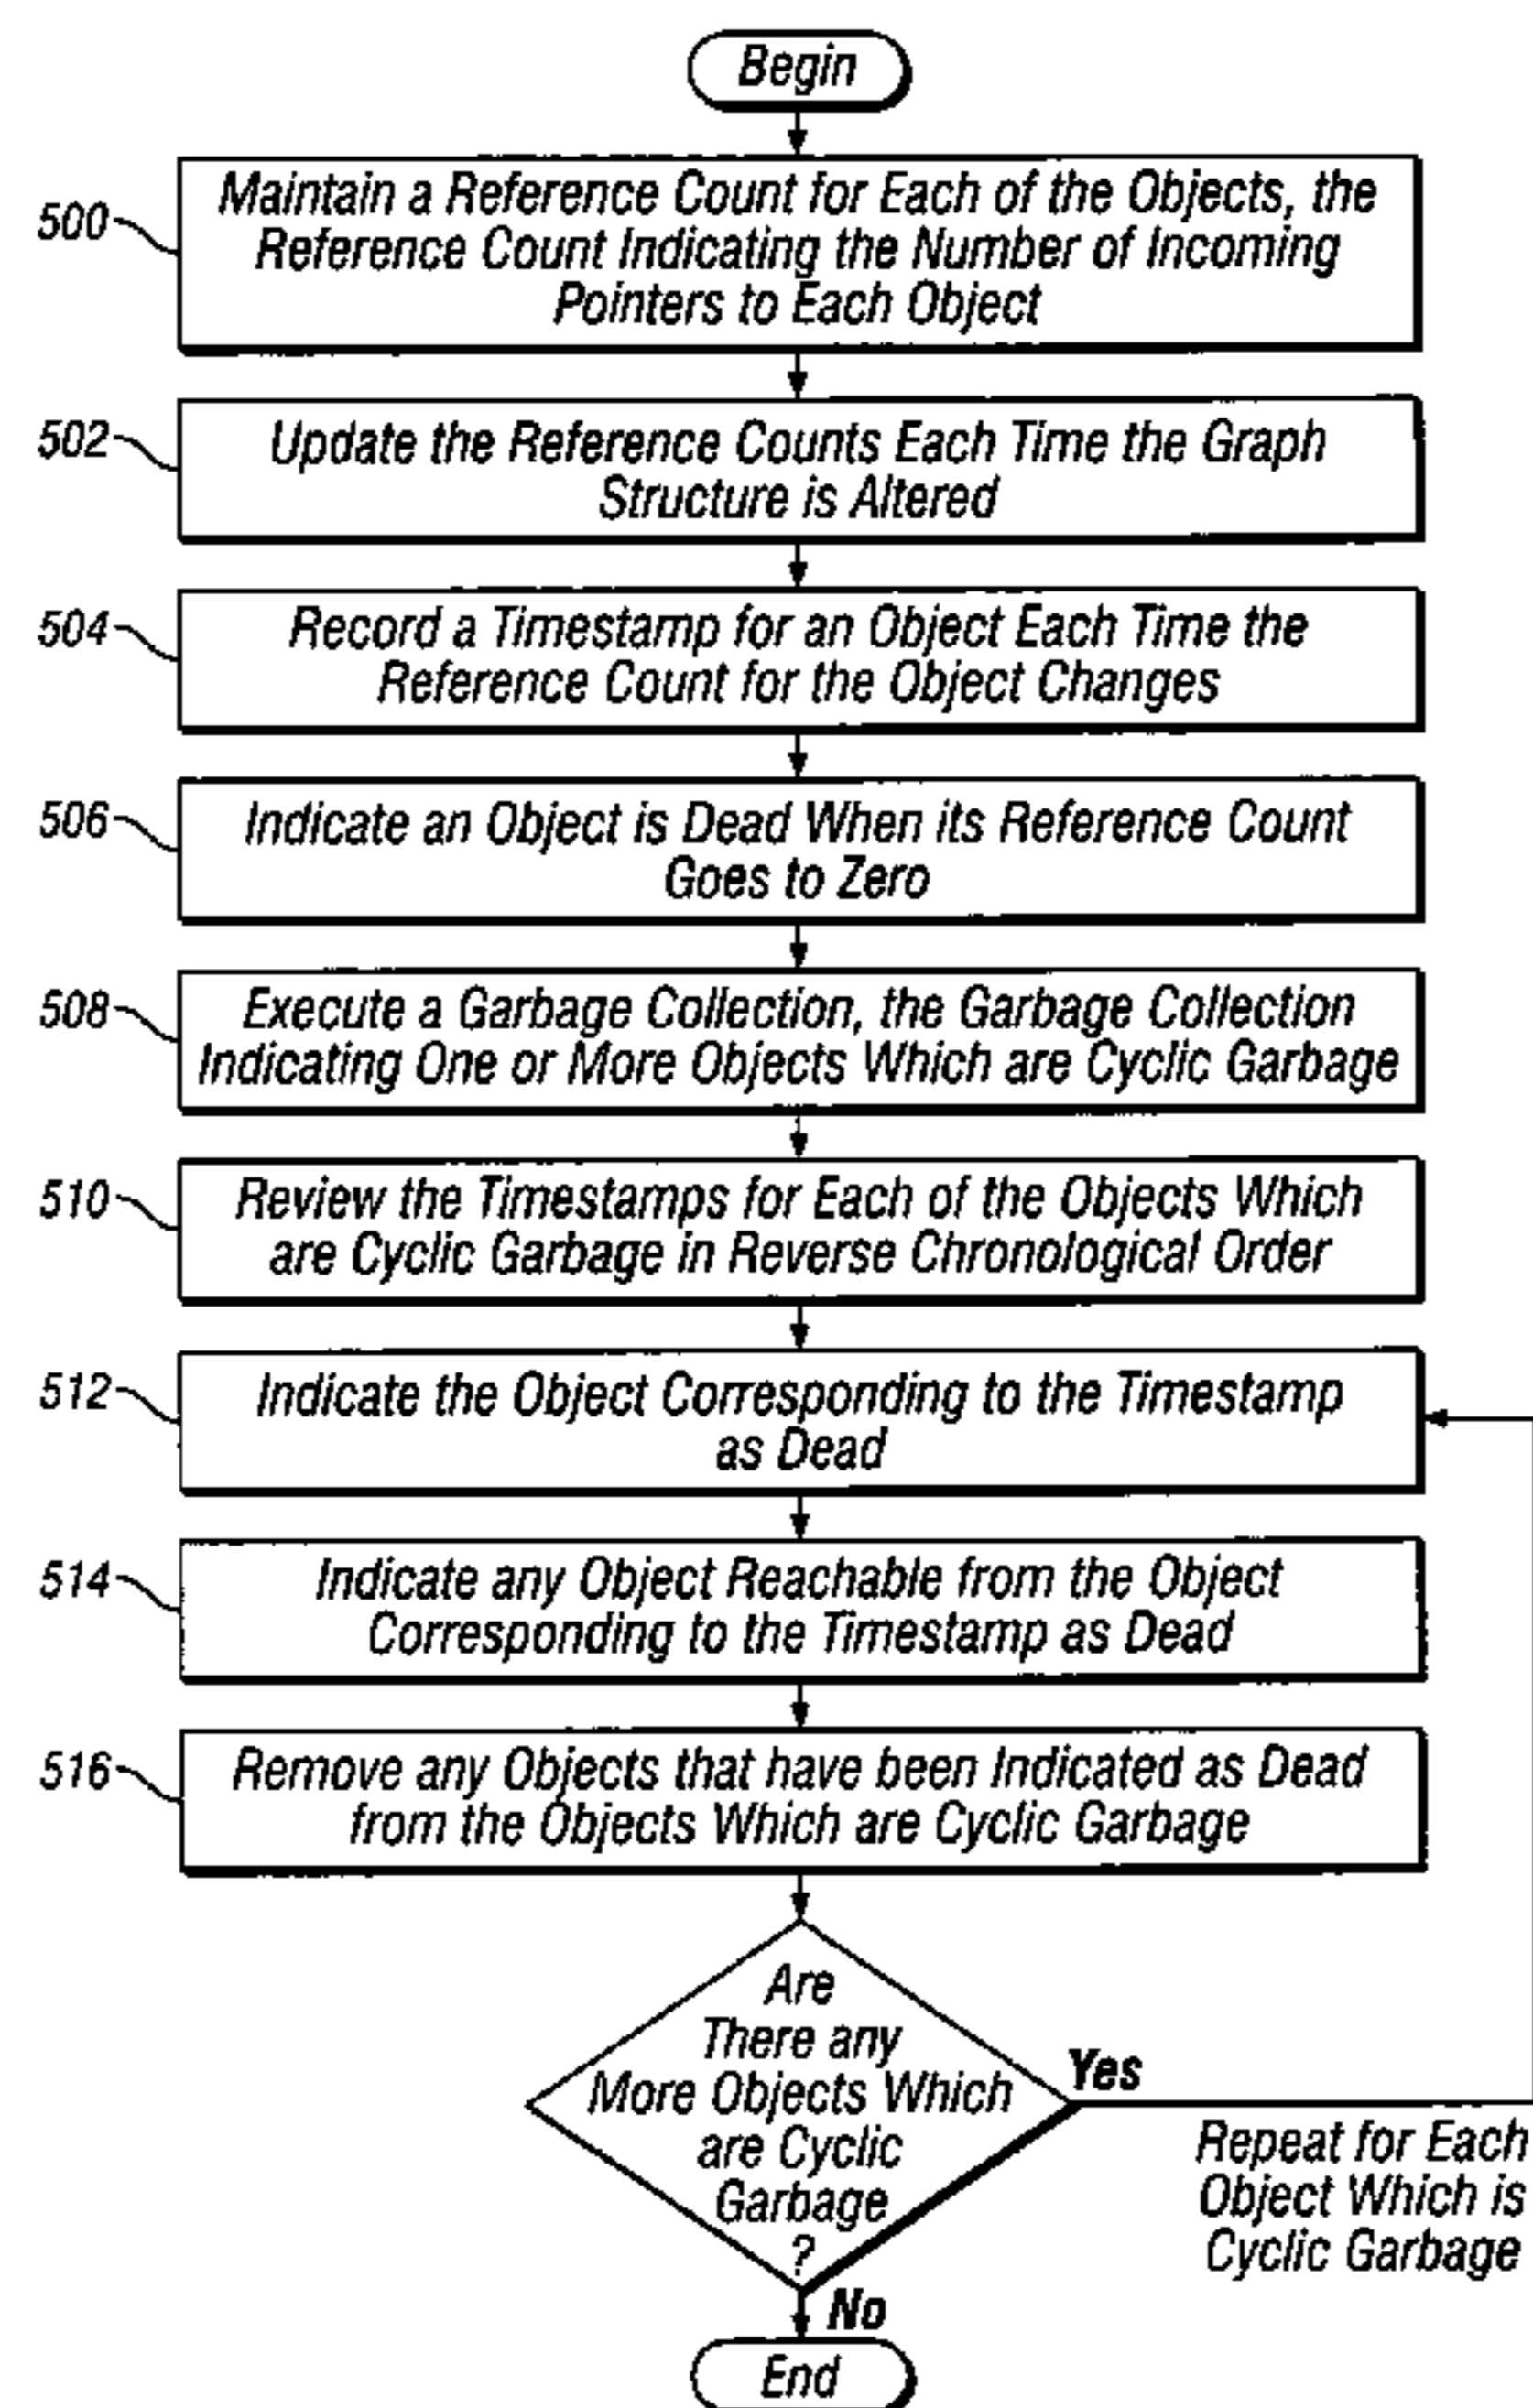 Begin
500
Maintain a Reference Count for Each of the Objects, the
Reference Count Indicating the Number of Incoming
Pointers to Each Object
502
Update the Reference Counts Each Time the Graph
Structure is Altered
504
Record a Timestamp for an Object Each Time the
Reference Count for the Object Changes
506
Indicate an Object is Dead When its Reference Count
Goes to Zero
508
Execute a Garbage Collection, the Garbage Collection
Indicating One or More Objects Which are Cyclic Garbage
510
Review the Timestamps for Each of the Objects Which
are Cyclic Garbage in Reverse Chronological Order
512
Indicate the Object Corresponding to the Timestamp
as Dead
514
Indicate any Object Reachable from the Object
Corresponding to the Timestamp as Dead
516
Remove any Objects that have been Indicated as Dead
from the Objects Which are Cyclic Garbage
Are
There any
More Objects Which
are Cyclic
Garbage
?
Yes
Repeat for Each
Object Which is
Cyclic Garbage
No
End